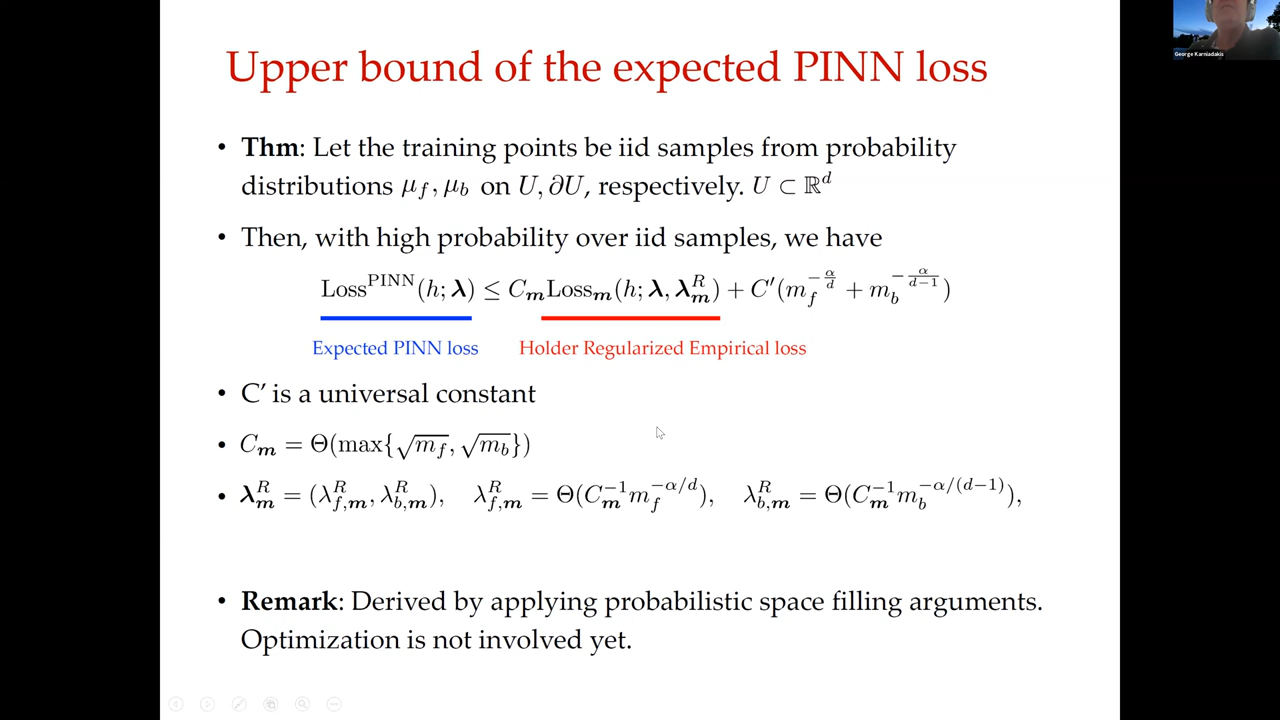 George Karniadakis
Upper bound of the expected PINN loss
• Thm: Let the training points be iid samples from probability
distributions μ_f, μ_b on U, ∂U, respectively. U ⊂ ℝ^d
• Then, with high probability over iid samples, we have
Loss^PINN(h; λ) ≤ C_m Loss_m(h; λ, λ_m^R) + C′(m_f^{-α/d} + m_b^{-α/(d-1)})
Expected PINN loss Holder Regularized Empirical loss
• C′ is a universal constant
• C_m = Θ(max{√m_f, √m_b})
• λ_m^R = (λ_{f,m}^R, λ_{b,m}^R), λ_{f,m}^R = Θ(C_m^{-1} m_f^{-α/d}), λ_{b,m}^R = Θ(C_m^{-1} m_b^{-α/(d-1)}),
• Remark: Derived by applying probabilistic space filling arguments.
Optimization is not involved yet.